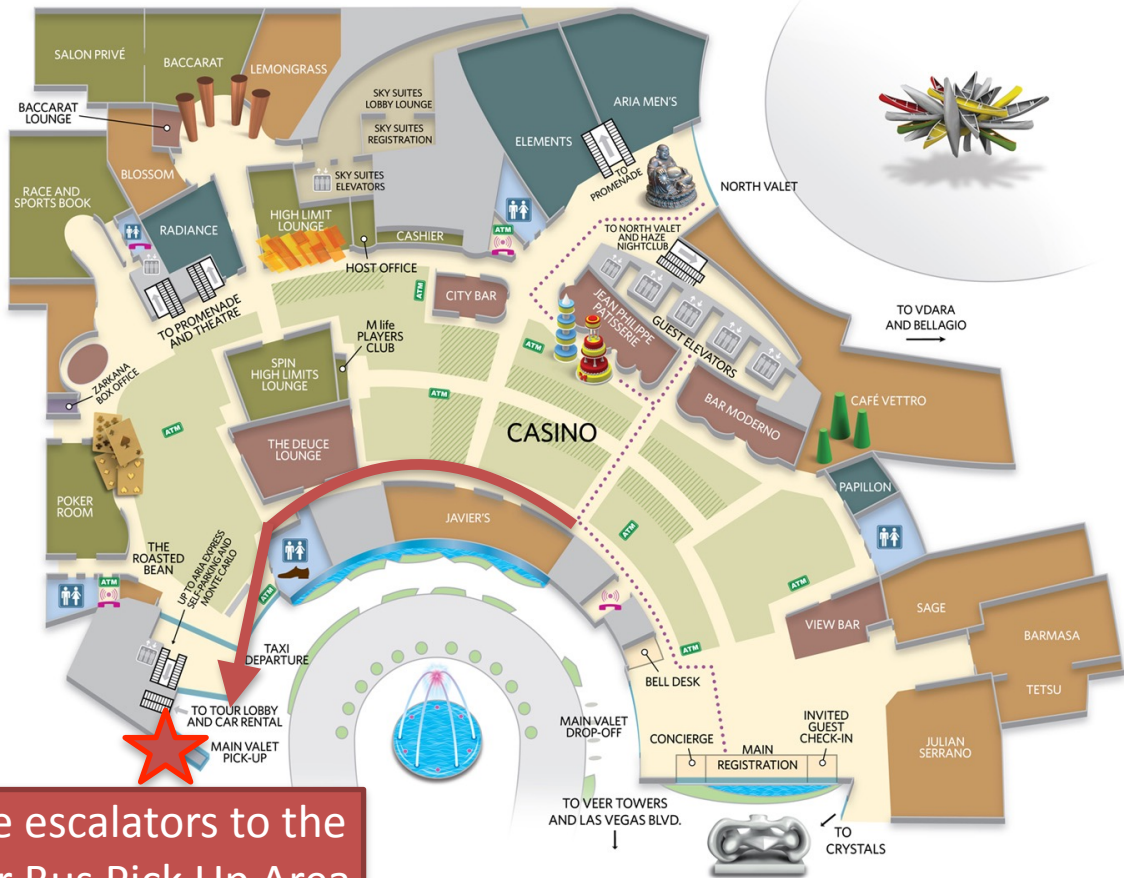 SALON PRIVÉ
BACCARAT
LEMONGRASS
BACCARAT
LOUNGE
SKY SUITES
LOBBY LOUNGE
SKY SUITES
REGISTRATION
ARIA MEN'S
ELEMENTS
TO
PROMENADE
BLOSSOM
SKY SUITES
ELEVATORS
RACE AND
SPORTS BOOK
NORTH VALET
RADIANCE
HIGH LIMIT
LOUNGE
CASHIER
ATM
HOST OFFICE
TO NORTH VALET
AND HAZE
NIGHTCLUB
CITY BAR
ATM
JEAN PHILIPPE
PATISSERIE
GUEST ELEVATORS
TO VDARA
AND BELLAGIO
TO PROMENADE
AND THEATRE
M life
PLAYERS
CLUB
ATM
SPIN
HIGH LIMITS
LOUNGE
ZARKANA
BOX OFFICE
ATM
CAFÉ VETTRO
BAR MODERNO
ATM
CASINO
THE DEUCE
LOUNGE
PAPILLON
POKER
ROOM
JAVIER'S
ATM
THE
ROASTED
BEAN
UP TO ARIA EXPRESS
SELF-PARKING AND
MONTE CARLO
ATM
ATM
ATM
SAGE
VIEW BAR
BARMASA
TAXI
DEPARTURE
ATM
BELL DESK
TETSU
TO TOUR LOBBY
AND CAR RENTAL
MAIN VALET
PICK-UP
MAIN VALET
DROP-OFF
CONCIERGE
MAIN
REGISTRATION
INVITED
GUEST
CHECK-IN
JULIAN
SERRANO
TO VEER TOWERS
AND LAS VEGAS BLVD.
TO
CRYSTALS
e escalators to the
r Bus Pick Up Area